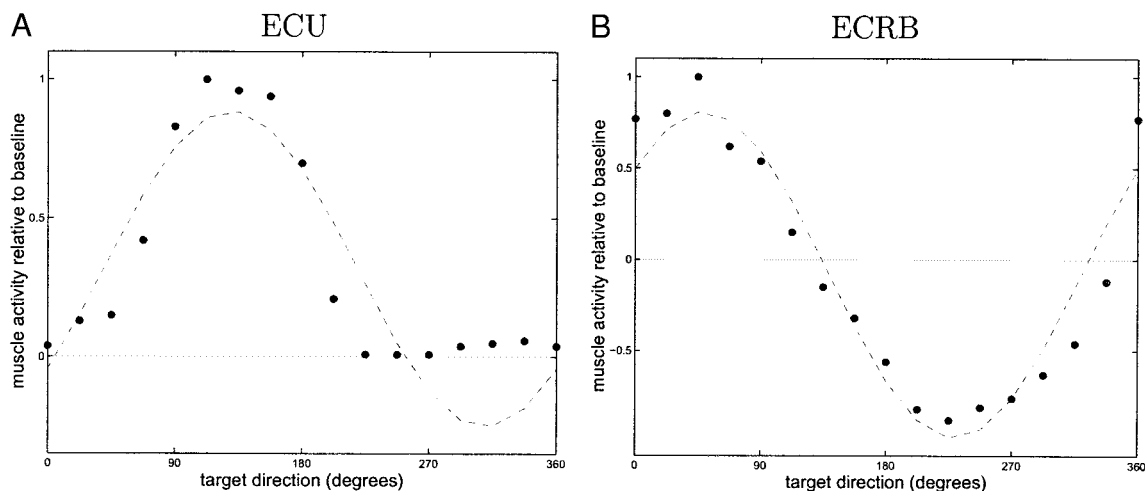 A
ECU
muscle activity relative to baseline
1
0.5
0
0
90
180
270
360
target direction (degrees)
B
ECRB
muscle activity relative to baseline
1
0.5
0
−0.5
0
90
180
270
360
target direction (degrees)